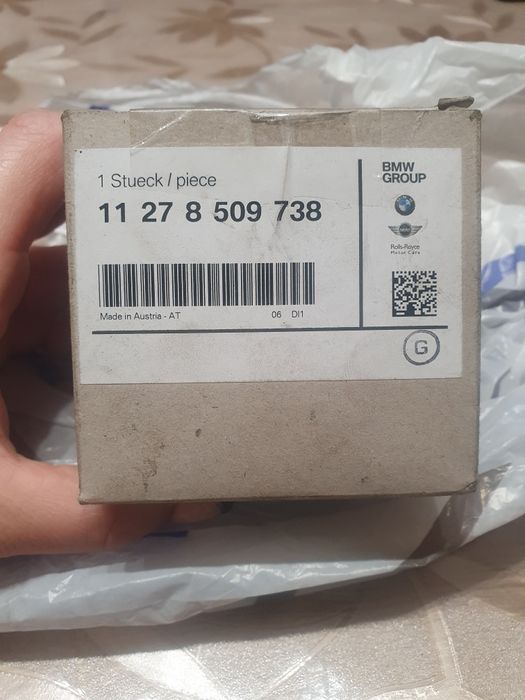 1 Stueck / piece
11 27 8 509 738
Made in Austria - AT 06 DI1
BMW
GROUP
Rolls-Royce
Motor Cars
G